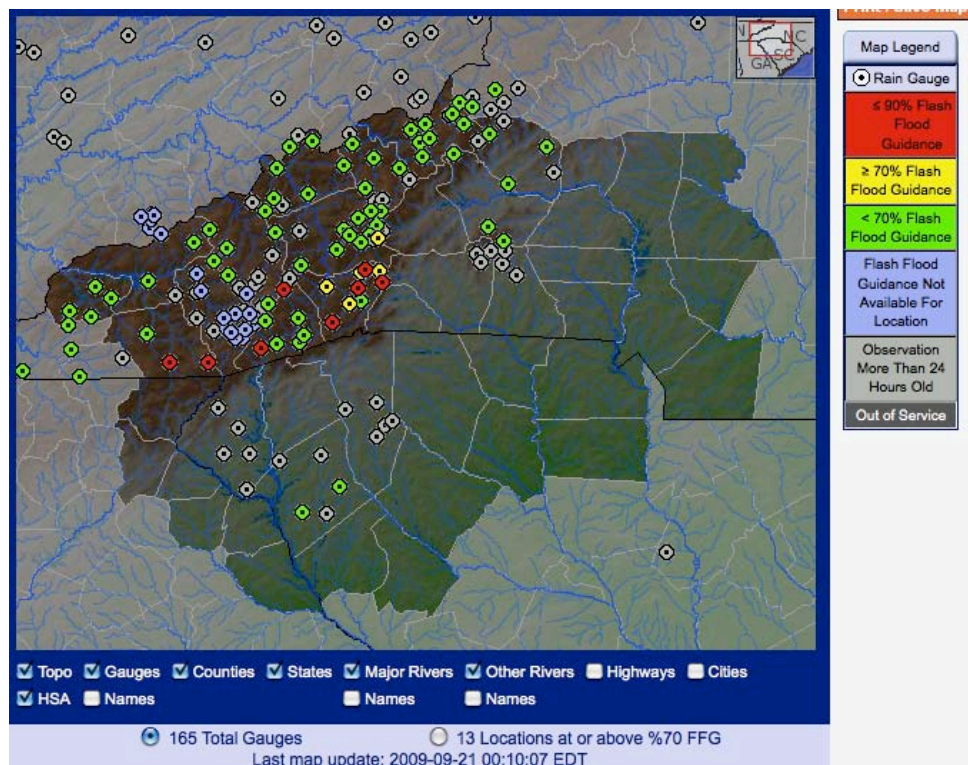 N
NC
SC
GA
Map Legend
Rain Gauge
≤ 90% Flash
Flood
Guidance
≥ 70% Flash
Flood Guidance
< 70% Flash
Flood Guidance
Flash Flood
Guidance Not
Available For
Location
Observation
More Than 24
Hours Old
Out of Service
Topo Gauges Counties States Major Rivers Other Rivers Highways Cities
HSA Names Names Names
165 Total Gauges 13 Locations at or above %70 FFG
Last map update: 2009-09-21 00:10:07 EDT